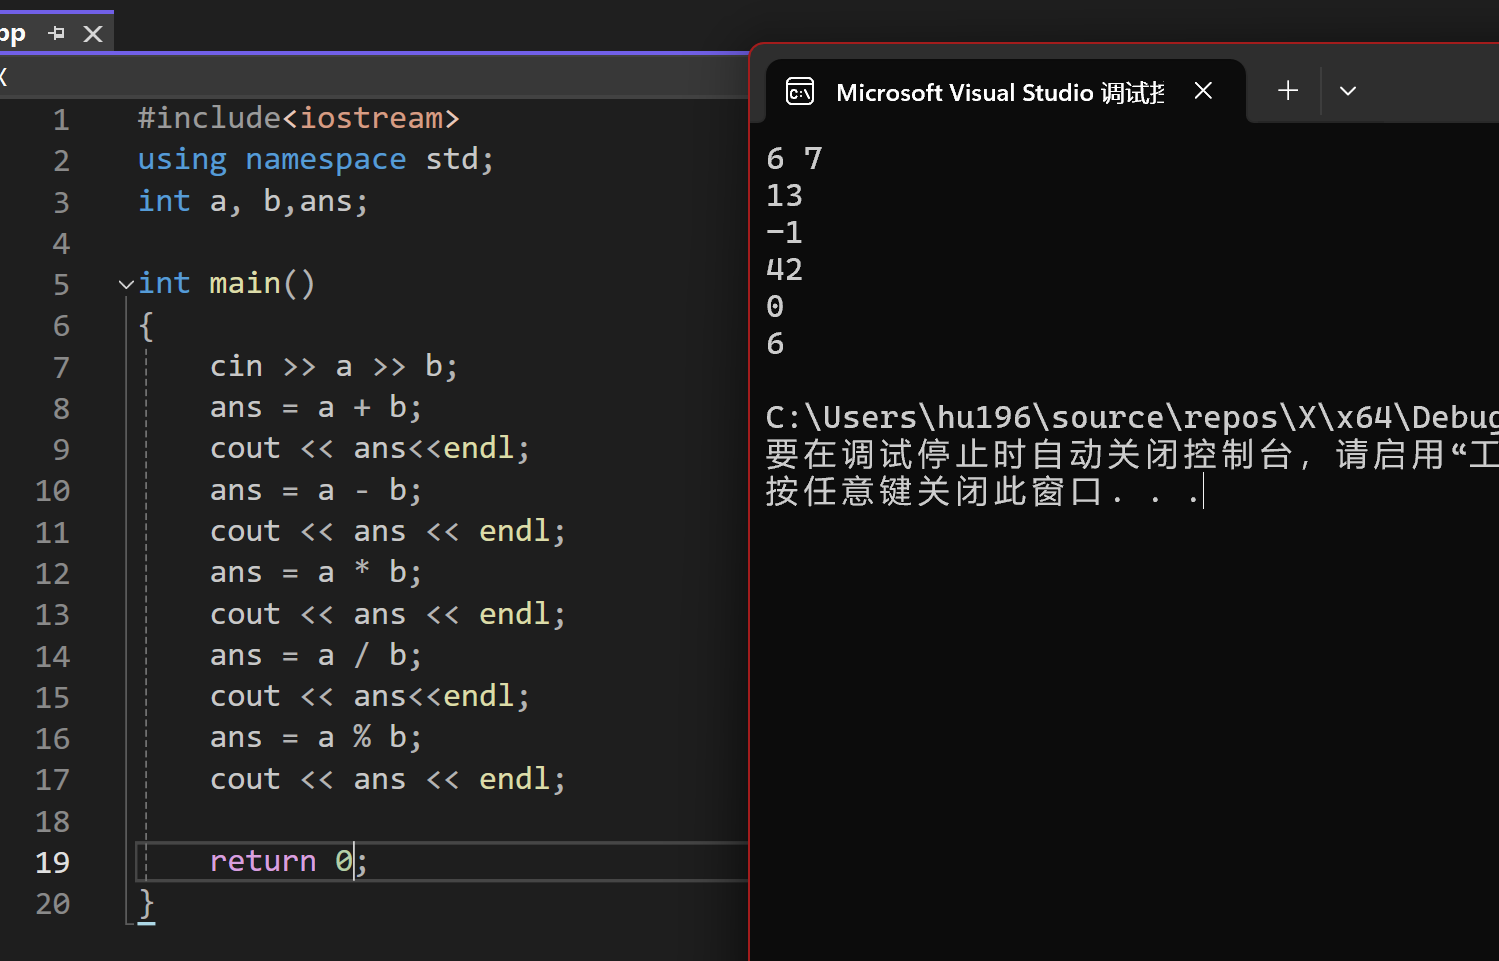 pp
X
1 #include<iostream>
2 using namespace std;
3 int a, b,ans;
4
5 int main()
6 {
7 cin >> a >> b;
8 ans = a + b;
9 cout << ans<<endl;
10 ans = a - b;
11 cout << ans << endl;
12 ans = a * b;
13 cout << ans << endl;
14 ans = a / b;
15 cout << ans<<endl;
16 ans = a % b;
17 cout << ans << endl;
18
19 return 0;
20 }
Microsoft Visual Studio 调试控
6 7
13
-1
42
0
6
C:\Users\hu196\source\repos\X\x64\Debug
要在调试停止时自动关闭控制台，请启用“工
按任意键关闭此窗口. . .